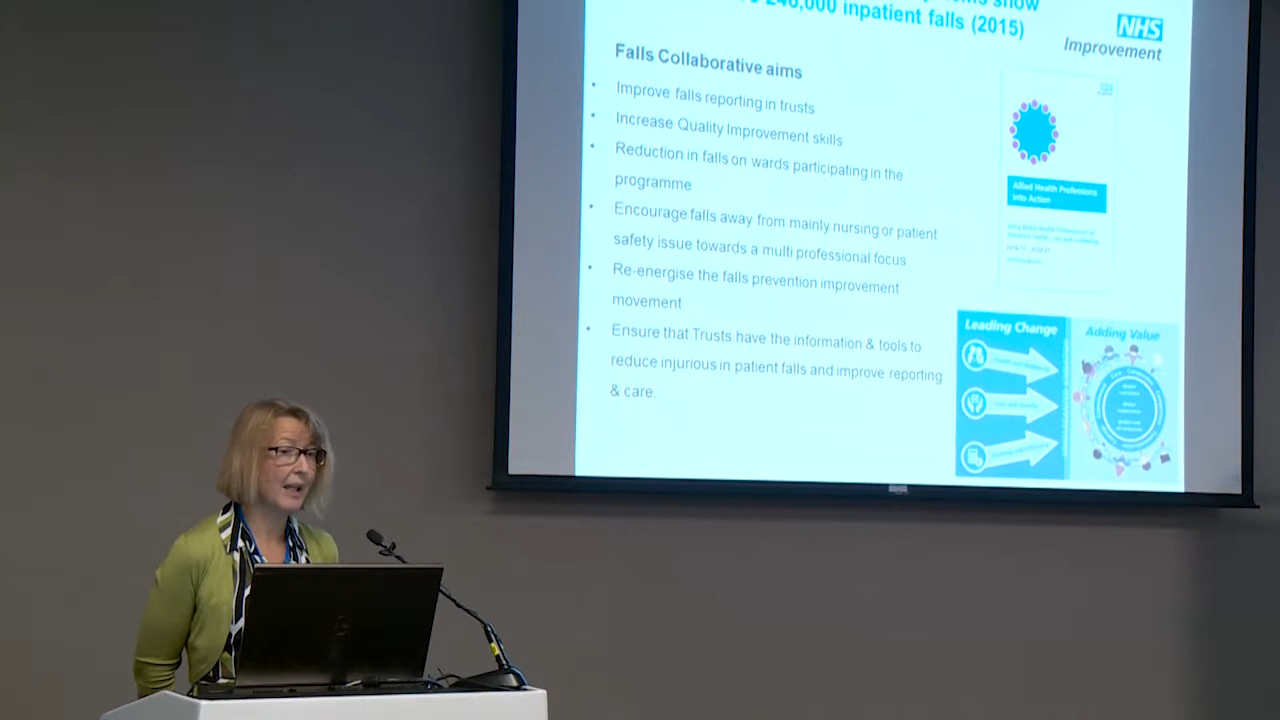 240,000 inpatient falls (2015)
NHS
Improvement
Falls Collaborative aims
• Improve falls reporting in trusts
• Increase Quality Improvement skills
• Reduction in falls on wards participating in the
programme
• Encourage falls away from mainly nursing or patient
safety issue towards a multi professional focus
• Re-energise the falls prevention improvement
movement
• Ensure that Trusts have the information & tools to
reduce injurious in patient falls and improve reporting
& care
Allied Health Professions
into Action
Leading Change
Adding Value